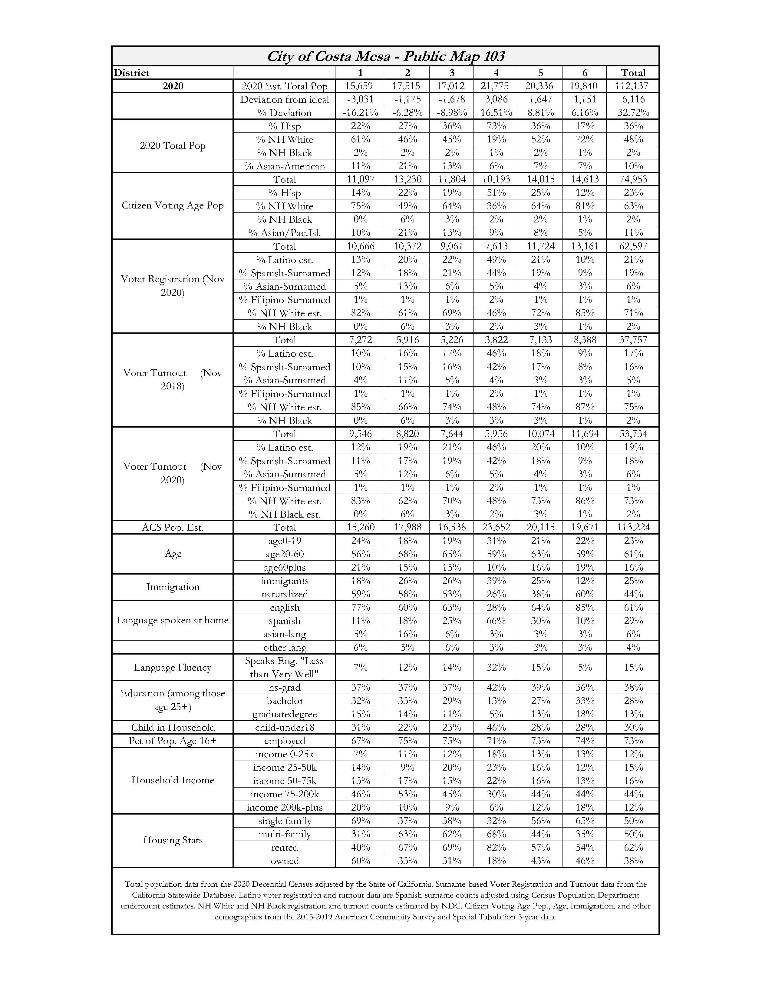 City of Costa Mesa - Public Map 103
District 1 2 3 4 5 6 Total
2020 2020 Est. Total Pop 15,659 17,515 17,012 21,775 20,336 19,840 112,137
Deviation from ideal -3,031 -1,175 -1,678 3,086 1,647 1,151 6,116
% Deviation -16.21% -6.28% -8.98% 16.51% 8.81% 6.16% 32.72%
2020 Total Pop
% Hisp 22% 27% 36% 73% 36% 17% 36%
% NH White 61% 46% 45% 19% 52% 72% 48%
% NH Black 2% 2% 2% 1% 2% 1% 2%
% Asian-American 11% 21% 13% 6% 7% 7% 10%
Citizen Voting Age Pop
Total 11,097 13,230 11,804 10,193 14,015 14,613 74,953
% Hisp 14% 22% 19% 51% 25% 12% 23%
% NH White 75% 49% 64% 36% 64% 81% 63%
% NH Black 0% 6% 3% 2% 2% 1% 2%
% Asian/Pac.Isl. 10% 21% 13% 9% 8% 5% 11%
Voter Registration (Nov
2020)
Total 10,666 10,372 9,061 7,613 11,724 13,161 62,597
% Latino est. 13% 20% 22% 49% 21% 10% 21%
% Spanish-Surnamed 12% 18% 21% 44% 19% 9% 19%
% Asian-Surnamed 5% 13% 6% 5% 4% 3% 6%
% Filipino-Surnamed 1% 1% 1% 2% 1% 1% 1%
% NH White est. 82% 61% 69% 46% 72% 85% 71%
% NH Black 0% 6% 3% 2% 3% 1% 2%
Voter Turnout (Nov
2018)
Total 7,272 5,916 5,226 3,822 7,133 8,388 37,757
% Latino est. 10% 16% 17% 46% 18% 9% 17%
% Spanish-Surnamed 10% 15% 16% 42% 17% 8% 16%
% Asian-Surnamed 4% 11% 5% 4% 3% 3% 5%
% Filipino-Surnamed 1% 1% 1% 2% 1% 1% 1%
% NH White est. 85% 66% 74% 48% 74% 87% 75%
% NH Black 0% 6% 3% 3% 3% 1% 2%
Voter Turnout (Nov
2020)
Total 9,546 8,820 7,644 5,956 10,074 11,694 53,734
% Latino est. 12% 19% 21% 46% 20% 10% 19%
% Spanish-Surnamed 11% 17% 19% 42% 18% 9% 18%
% Asian-Surnamed 5% 12% 6% 5% 4% 3% 6%
% Filipino-Surnamed 1% 1% 1% 2% 1% 1% 1%
% NH White est. 83% 62% 70% 48% 73% 86% 73%
% NH Black est. 0% 6% 3% 2% 3% 1% 2%
ACS Pop. Est. Total 15,260 17,988 16,538 23,652 20,115 19,671 113,224
Age
age0-19 24% 18% 19% 31% 21% 22% 23%
age20-60 56% 68% 65% 59% 63% 59% 61%
age60plus 21% 15% 15% 10% 16% 19% 16%
Immigration
immigrants 18% 26% 26% 39% 25% 12% 25%
naturalized 59% 58% 53% 26% 38% 60% 44%
Language spoken at home
english 77% 60% 63% 28% 64% 85% 61%
spanish 11% 18% 25% 66% 30% 10% 29%
asian-lang 5% 16% 6% 3% 3% 3% 6%
other lang 6% 5% 6% 3% 3% 3% 4%
Language Fluency
Speaks Eng. "Less
than Very Well" 7% 12% 14% 32% 15% 5% 15%
Education (among those
age 25+)
hs-grad 37% 37% 37% 42% 39% 36% 38%
bachelor 32% 33% 29% 13% 27% 33% 28%
graduatedegree 15% 14% 11% 5% 13% 18% 13%
Child in Household child-under18 31% 22% 23% 46% 28% 28% 30%
Pct of Pop. Age 16+ employed 67% 75% 75% 71% 73% 74% 73%
Household Income
income 0-25k 7% 11% 12% 18% 13% 13% 12%
income 25-50k 14% 9% 20% 23% 16% 12% 15%
income 50-75k 13% 17% 15% 22% 16% 13% 16%
income 75-200k 46% 53% 45% 30% 44% 44% 44%
income 200k-plus 20% 10% 9% 6% 12% 18% 12%
Housing Stats
single family 69% 37% 38% 32% 56% 65% 50%
multi-family 31% 63% 62% 68% 44% 35% 50%
rented 40% 67% 69% 82% 57% 54% 62%
owned 60% 33% 31% 18% 43% 46% 38%
Total population data from the 2020 Decennial Census adjusted by the State of California. Surname-based Voter Registration and Turnout data from the
California Statewide Database. Latino voter registration and turnout data are Spanish-surname counts adjusted using Census Population Department
undercount estimates. NH White and NH Black registration and turnout counts estimated by NDC. Citizen Voting Age Pop., Age, Immigration, and other
demographics from the 2015-2019 American Community Survey and Special Tabulation 5-year data.